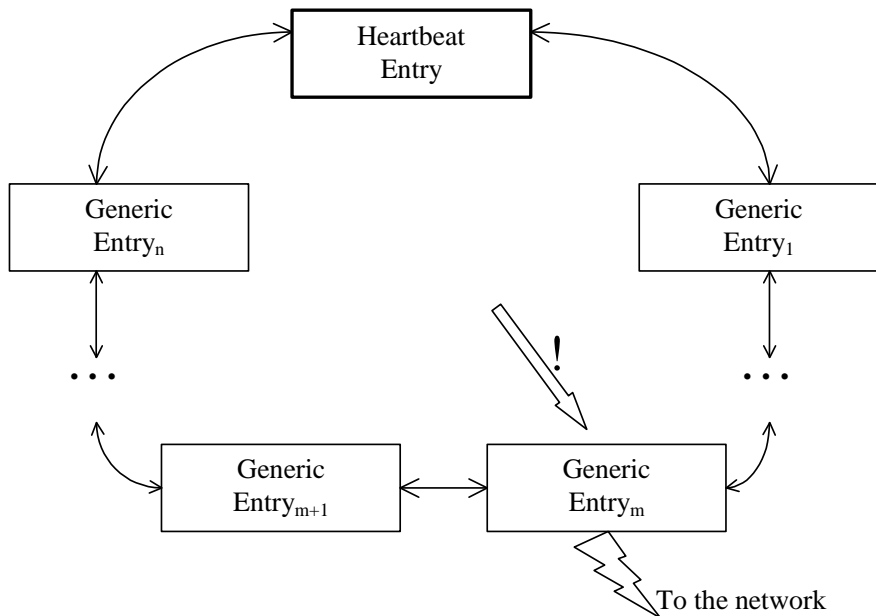 Heartbeat
Entry
Generic
Entryₙ
Generic
Entry₁
!
...
...
Generic
Entryₘ₊₁
Generic
Entryₘ
To the network